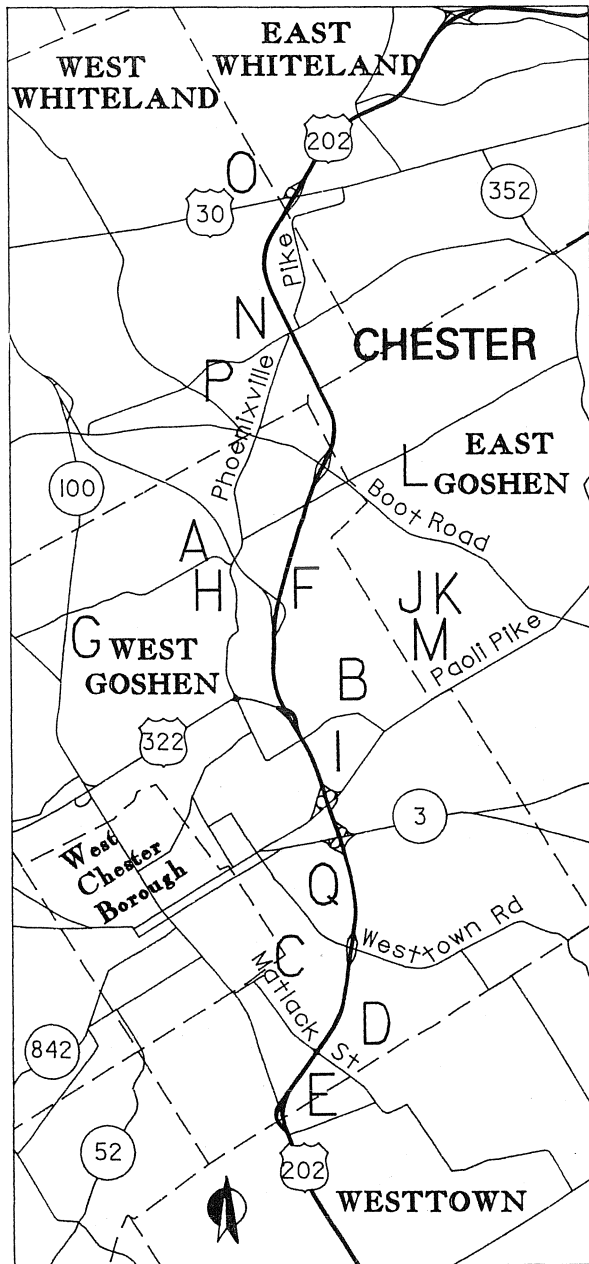 EAST
WHITELAND
WEST
WHITELAND
202
O
30
352
Pike
N
CHESTER
P
Phoenixville
EAST
GOSHEN
L
100
Boot Road
A
H
F
JK
M
G
WEST
GOSHEN
Paoli Pike
B
322
I
3
West
Chester
Borough
Q
Westtown Rd
C
Matlack St
D
842
E
52
202
WESTTOWN